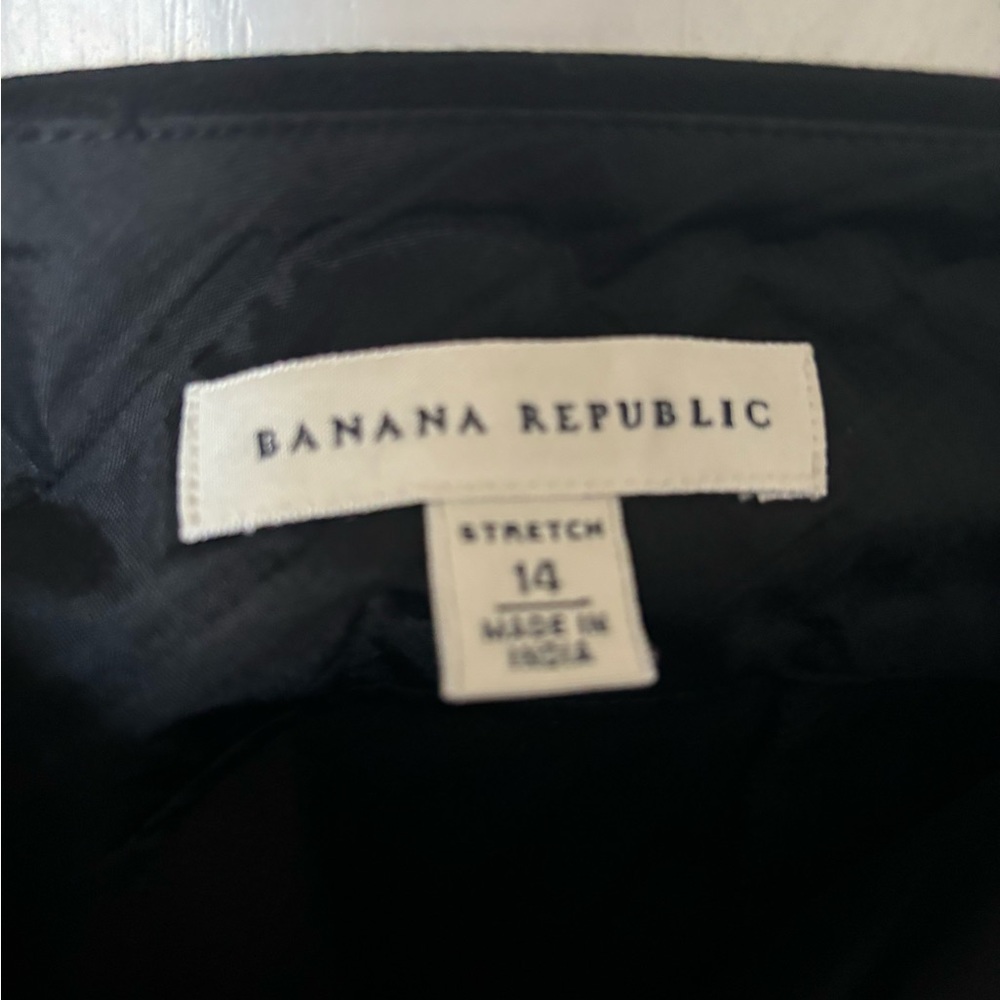 BANANA REPUBLIC
STRETCH
14
MADE IN
INDIA